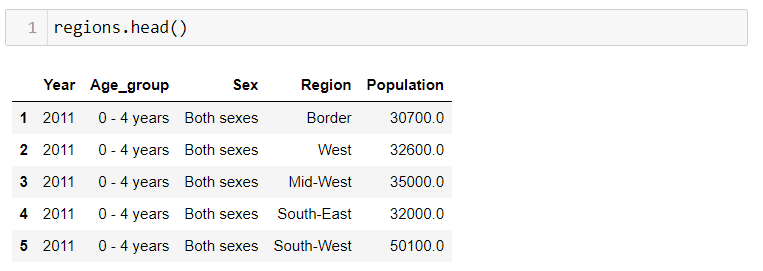 1 regions.head()
Year Age_group Sex Region Population
1 2011 0 - 4 years Both sexes Border 30700.0
2 2011 0 - 4 years Both sexes West 32600.0
3 2011 0 - 4 years Both sexes Mid-West 35000.0
4 2011 0 - 4 years Both sexes South-East 32000.0
5 2011 0 - 4 years Both sexes South-West 50100.0